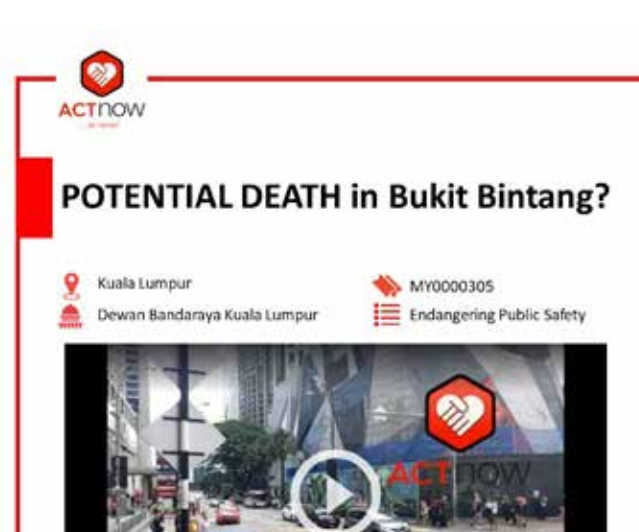 ACTNOW
POTENTIAL DEATH in Bukit Bintang?
Kuala Lumpur
MY0000305
Dewan Bandaraya Kuala Lumpur
Endangering Public Safety
ACTNOW